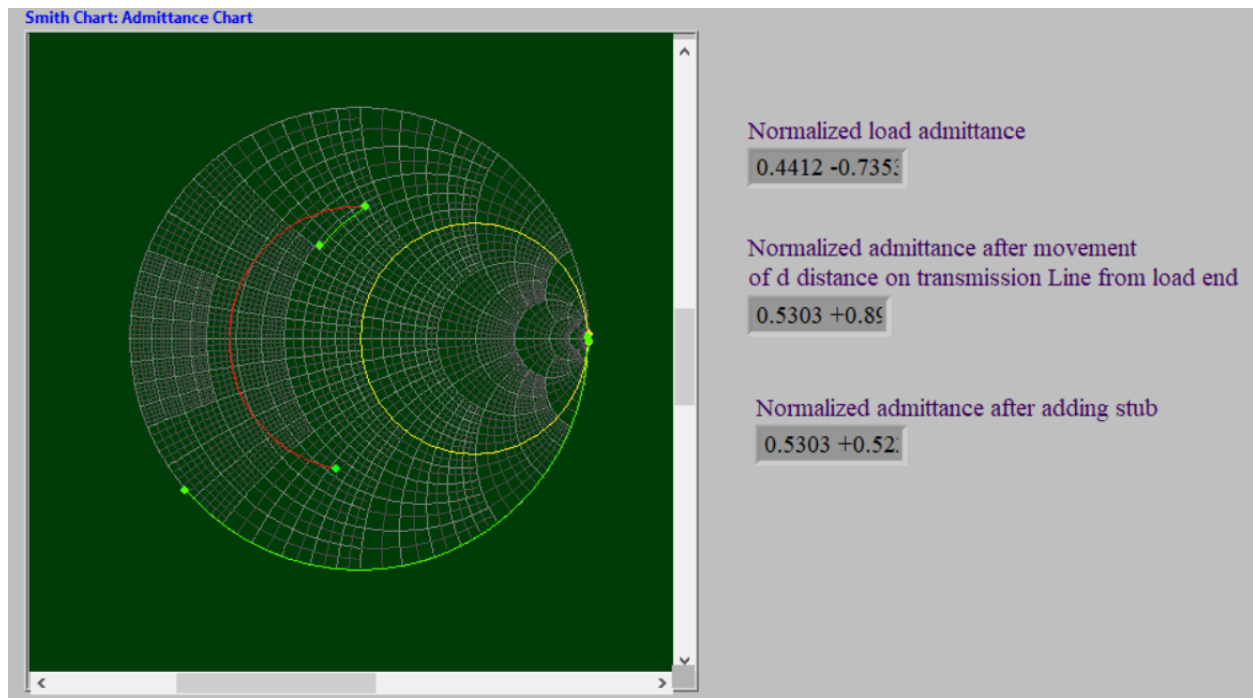 Smith Chart: Admittance Chart
Normalized load admittance
0.4412 -0.735
Normalized admittance after movement
of d distance on transmission Line from load end
0.5303 +0.89
Normalized admittance after adding stub
0.5303 +0.52